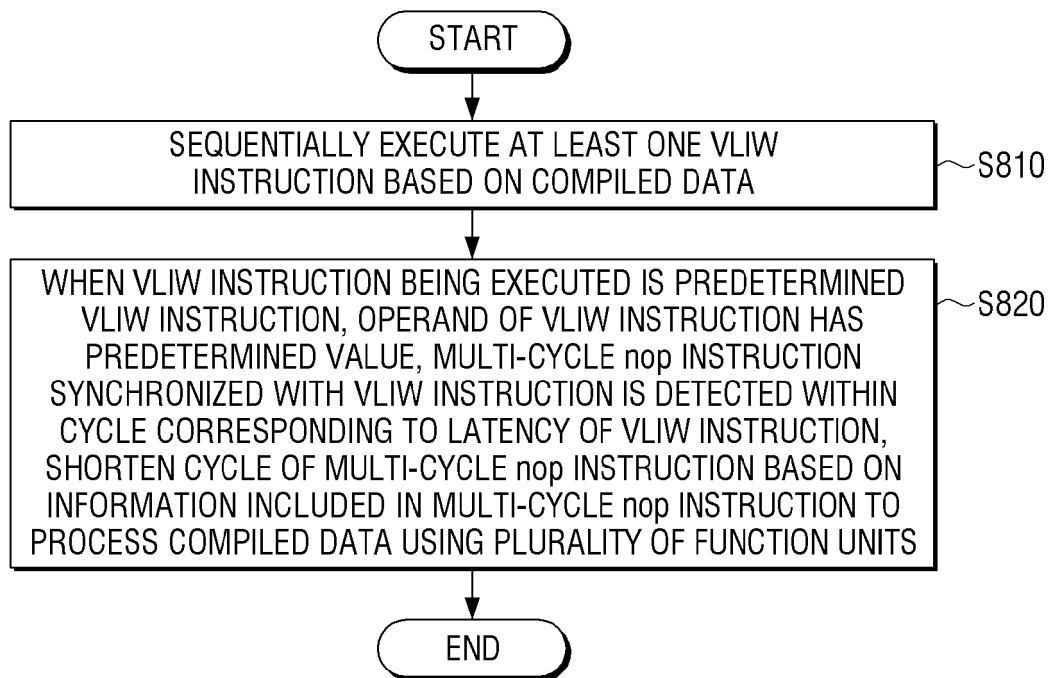 START
SEQUENTIALLY EXECUTE AT LEAST ONE VLIW
INSTRUCTION BASED ON COMPILED DATA
S810
WHEN VLIW INSTRUCTION BEING EXECUTED IS PREDETERMINED
VLIW INSTRUCTION, OPERAND OF VLIW INSTRUCTION HAS
PREDETERMINED VALUE, MULTI-CYCLE nop INSTRUCTION
SYNCHRONIZED WITH VLIW INSTRUCTION IS DETECTED WITHIN
CYCLE CORRESPONDING TO LATENCY OF VLIW INSTRUCTION,
SHORTEN CYCLE OF MULTI-CYCLE nop INSTRUCTION BASED ON
INFORMATION INCLUDED IN MULTI-CYCLE nop INSTRUCTION TO
PROCESS COMPILED DATA USING PLURALITY OF FUNCTION UNITS
S820
END